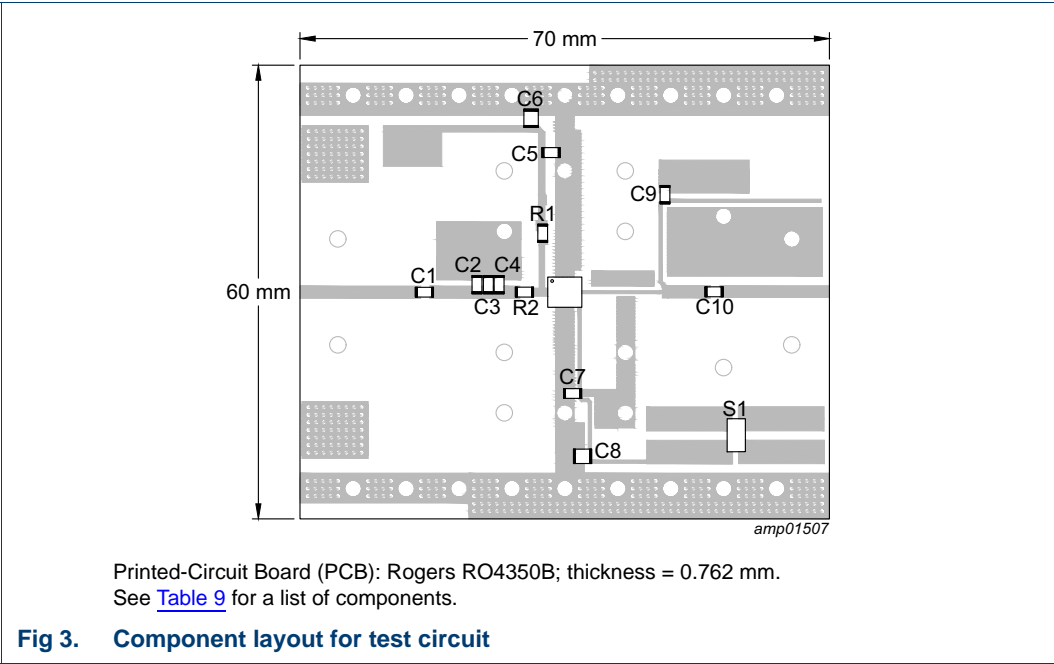 70 mm
C6
C5
C9
R1
C2 C4
C1
60 mm
C3 R2
C10
C7
S1
C8
amp01507
Printed-Circuit Board (PCB): Rogers RO4350B; thickness = 0.762 mm.
See Table 9 for a list of components.
Fig 3. Component layout for test circuit